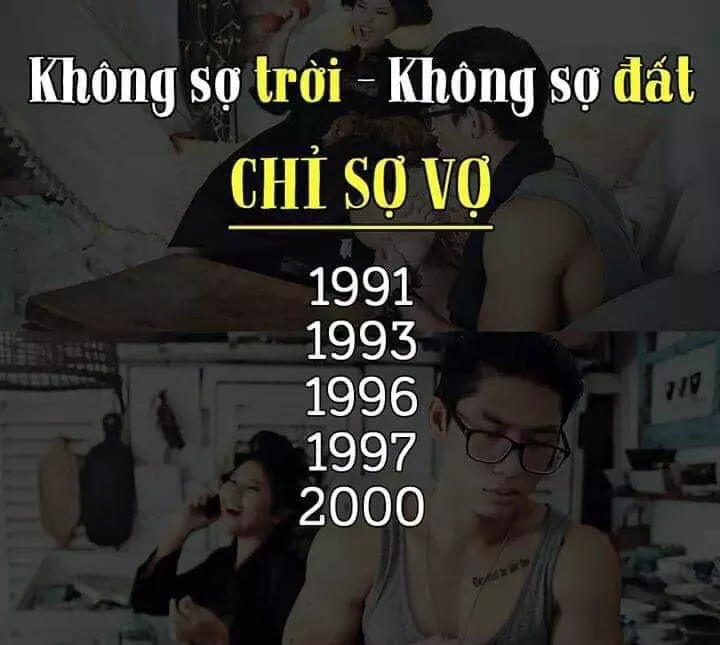 Không sợ trời - Không sợ đất
CHỈ SỢ VỢ
1991
1993
1996
1997
2000